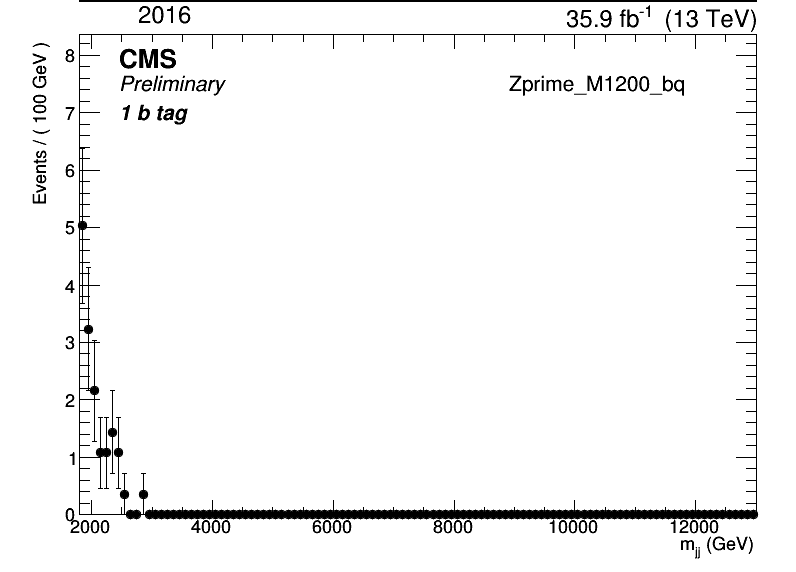 2016
35.9 fb-1 (13 TeV)
CMS
Preliminary
1 b tag
Zprime_M1200_bq
Events / ( 100 GeV )
8
7
6
5
4
3
2
1
0
2000 4000 6000 8000 10000 12000
mjj (GeV)